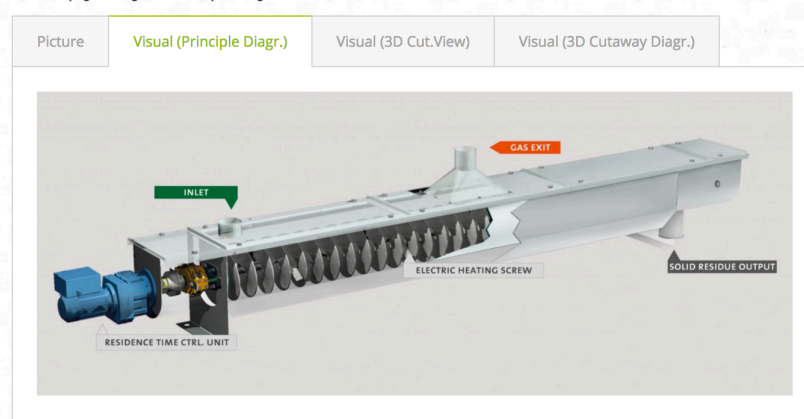 Picture
Visual (Principle Diagr.)
Visual (3D Cut.View)
Visual (3D Cutaway Diagr.)
GAS EXIT
INLET
ELECTRIC HEATING SCREW
SOLID RESIDUE OUTPUT
RESIDENCE TIME CTRL. UNIT